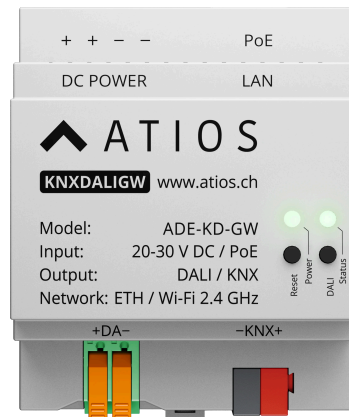 + + − − PoE
DC POWER LAN
ATIOS
KNXDALIGW www.atios.ch
Model: ADE-KD-GW
Input: 20-30 V DC / PoE
Output: DALI / KNX
Network: ETH / Wi-Fi 2.4 GHz
Reset
Power
DALI
Status
+DA−
−KNX+